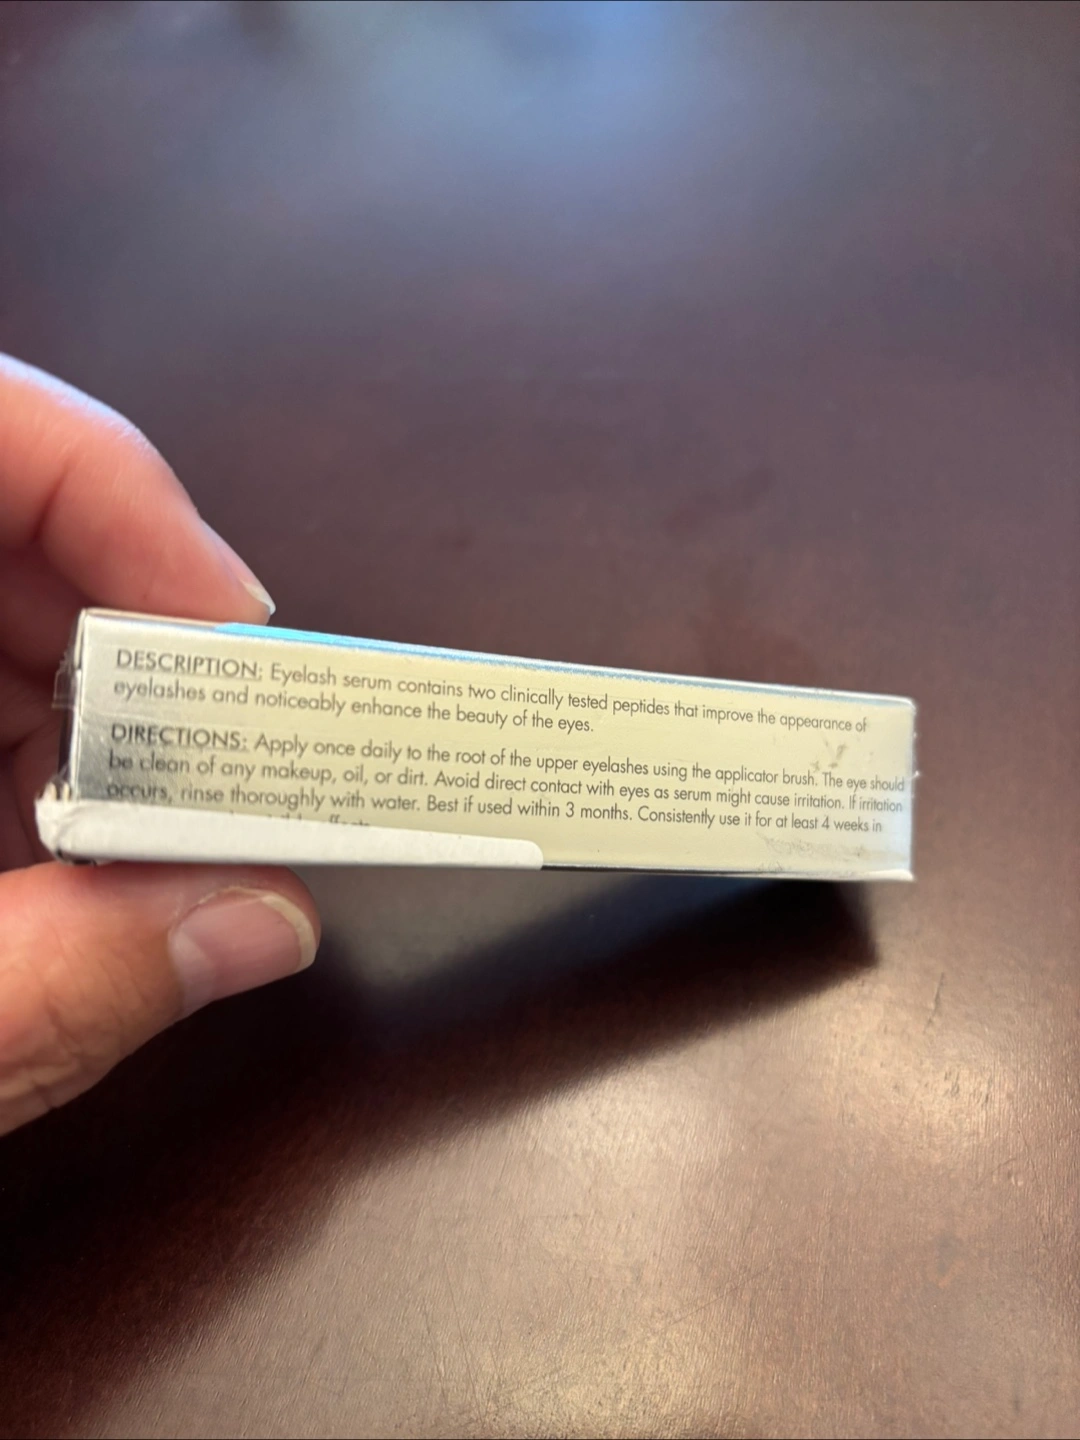 DESCRIPTION: Eyelash serum contains two clinically tested peptides that improve the appearance of
eyelashes and noticeably enhance the beauty of the eyes.
DIRECTIONS: Apply once daily to the root of the upper eyelashes using the applicator brush. The eye should
be clean of any makeup, oil, or dirt. Avoid direct contact with eyes as serum might cause irritation. If irritation
occurs, rinse thoroughly with water. Best if used within 3 months. Consistently use it for at least 4 weeks in